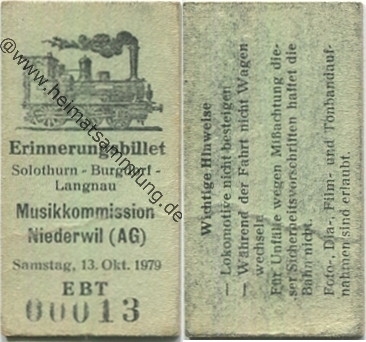 Erinnerungsbillet
Solothurn - Burgdorf -
Langnau
Musikkommission
Niederwil (AG)
Samstag, 13. Okt. 1979
EBT
00013
www.heimatsammlung.de
Wichtige Hinweise
— Lokomotive nicht besteigen
— Während der Fahrt nicht Wagen
wechseln
Für Unfälle wegen Mißachtung die-
ser Sicherheitsvorschriften haftet die
Bahn nicht.
Foto-, Dia-, Film- und Tonbandauf-
nahmen sind erlaubt.